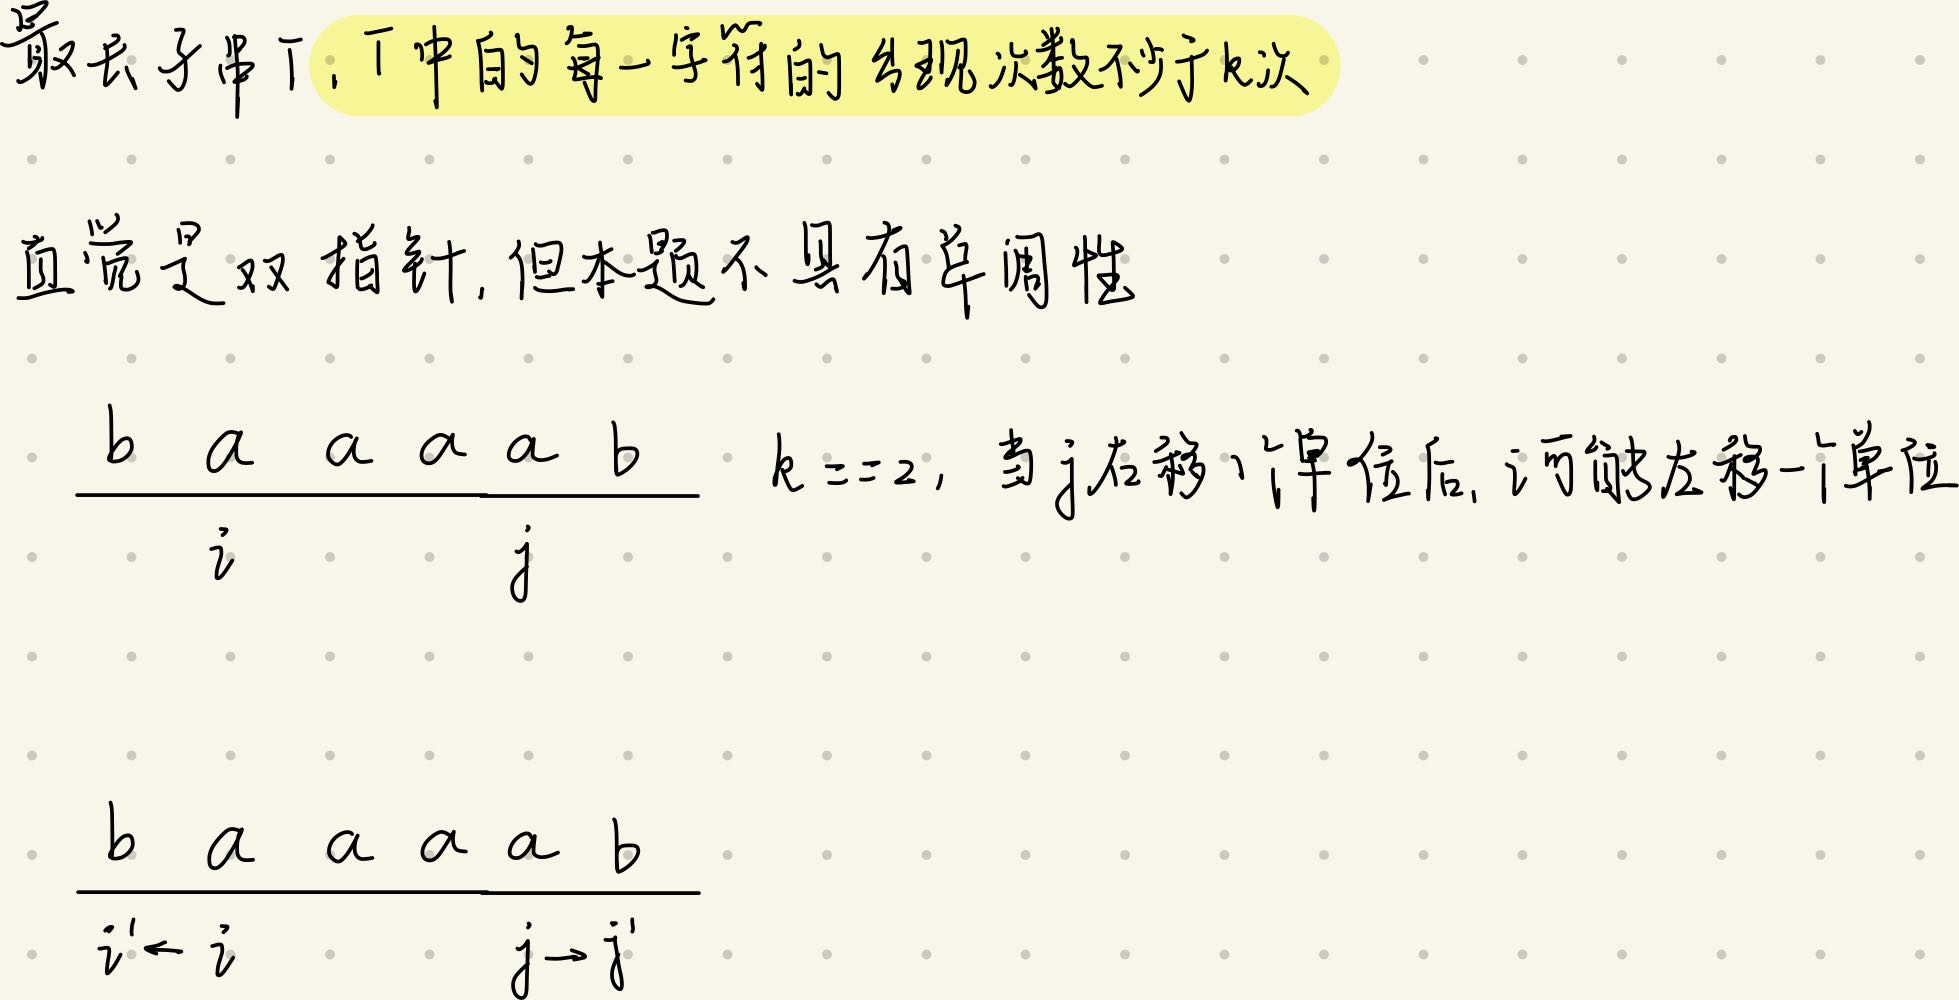 最长子串T,T中的每一字符的出现次数不少于k次
直觉是双指针,但本题不具有单调性
b a a a a b k==2, 当j右移1个单位后,i可能左移一个单位
i j
b a a a a b
i'← i j→j'